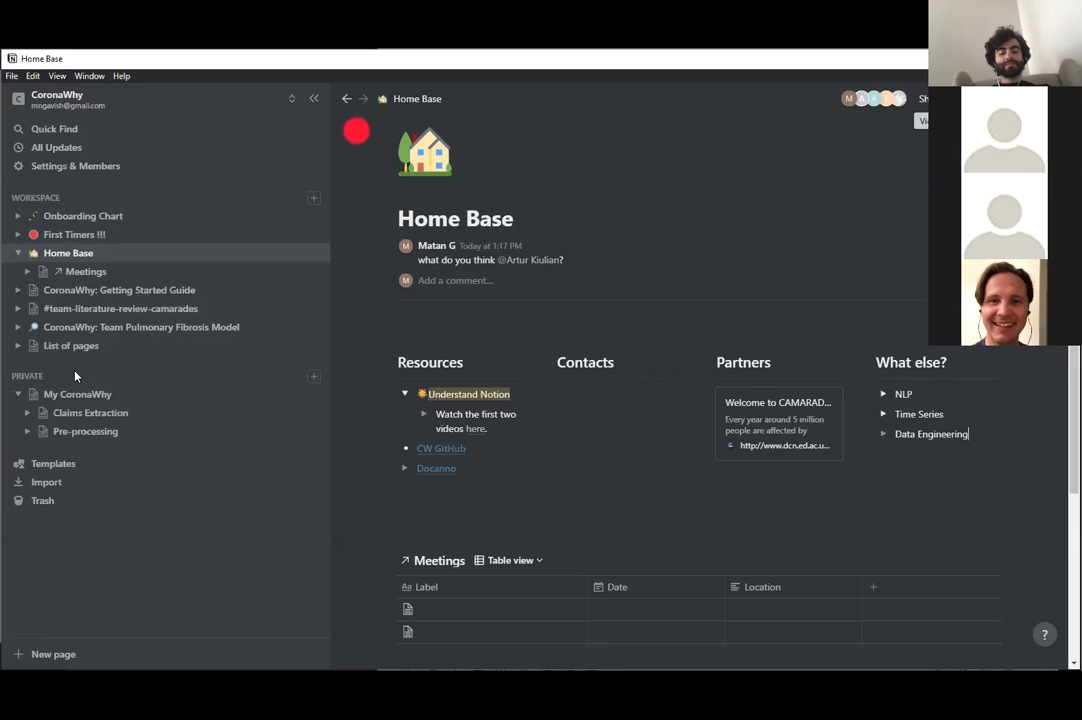 Home Base
File Edit View Window Help
CoronaWhy
mngavish@gmail.com
Quick Find
All Updates
Settings & Members
WORKSPACE
Onboarding Chart
First Timers !!!
Home Base
Meetings
CoronaWhy: Getting Started Guide
#team-literature-review-camarades
CoronaWhy: Team Pulmonary Fibrosis Model
List of pages
PRIVATE
My CoronaWhy
Claims Extraction
Pre-processing
Templates
Import
Trash
New page
Home Base
M A A T
Sh
Home Base
M Matan G Today at 1:17 PM
what do you think @Artur Kiulian?
M Add a comment...
Resources
Understand Notion
Watch the first two
videos here.
CW GitHub
Docanno
Contacts
Partners
Welcome to CAMARAD...
Every year around 5 million
people are affected by
http://www.dcn.ed.ac.u...
What else?
NLP
Time Series
Data Engineering
Meetings Table view
Aa Label Date Location +
?